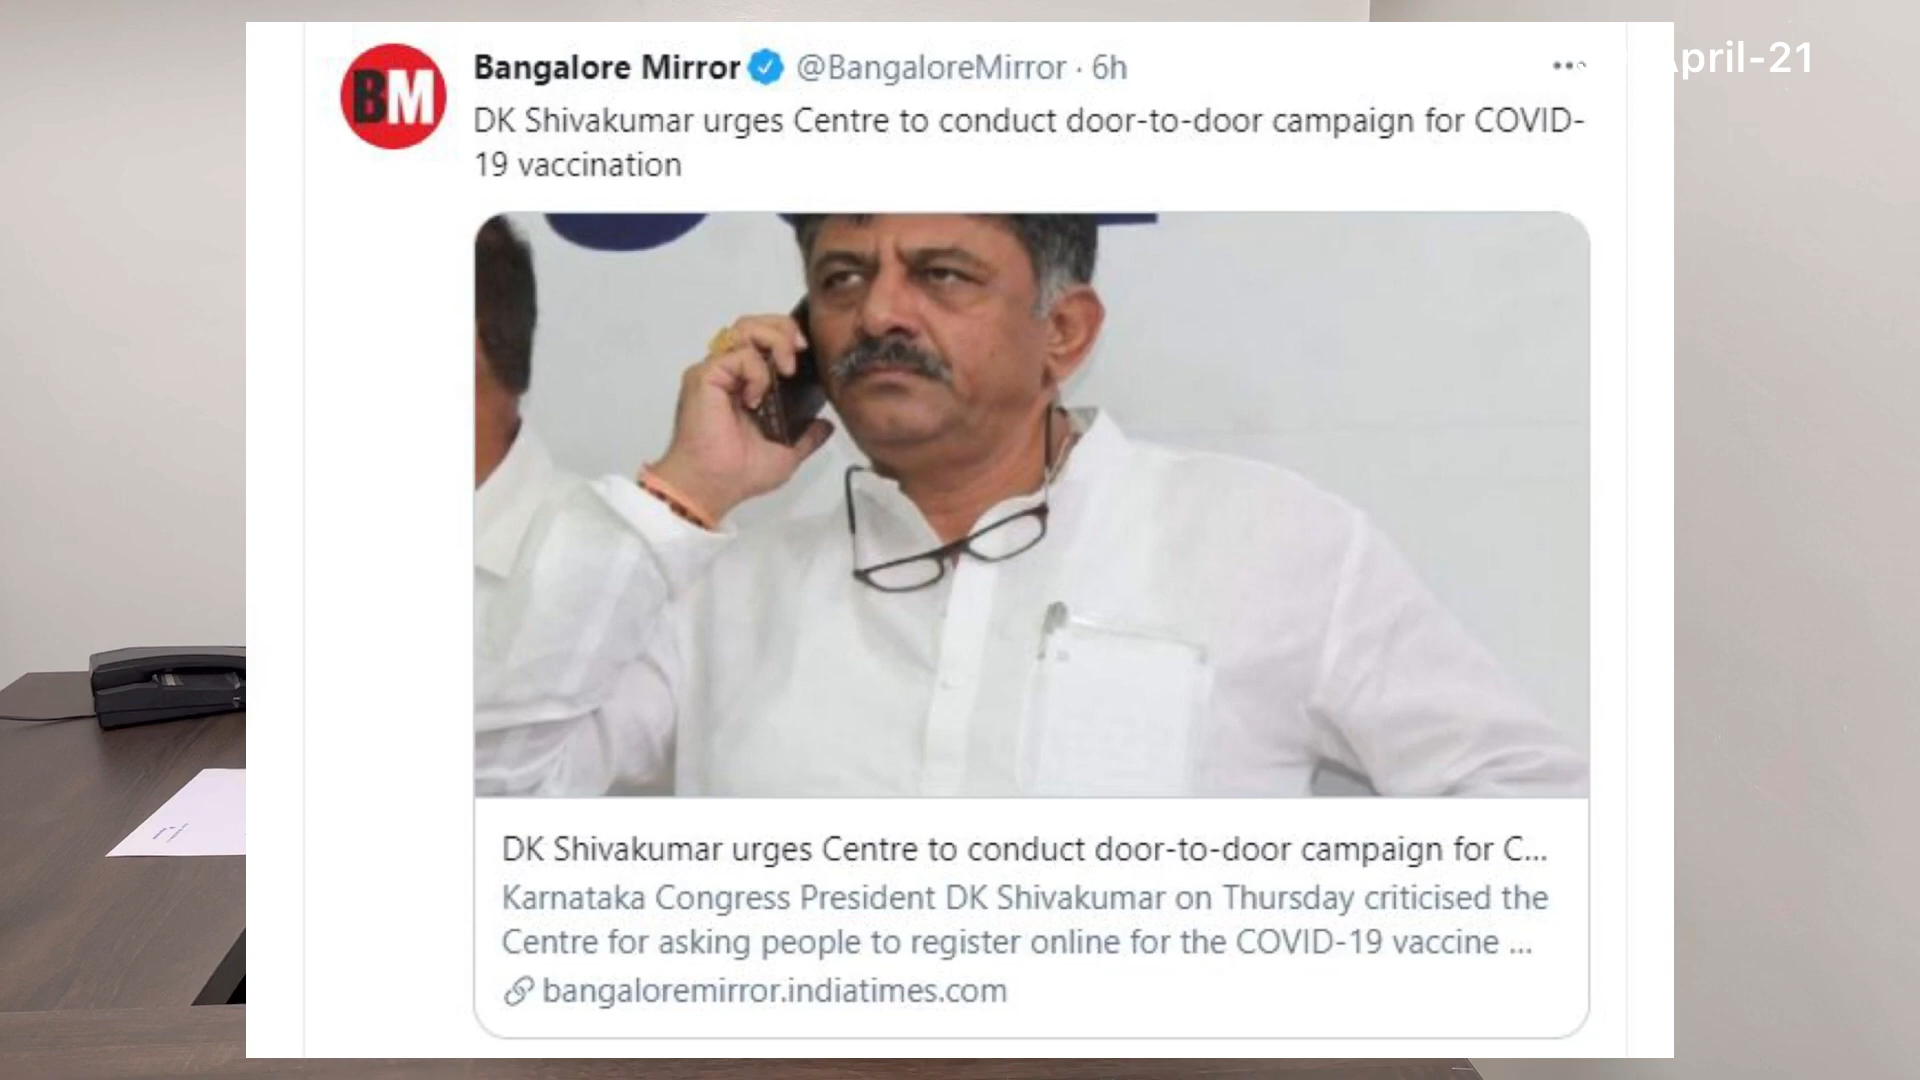 Bangalore Mirror @BangaloreMirror · 6h
April-21
BM
DK Shivakumar urges Centre to conduct door-to-door campaign for COVID-
19 vaccination
DK Shivakumar urges Centre to conduct door-to-door campaign for C...
Karnataka Congress President DK Shivakumar on Thursday criticised the
Centre for asking people to register online for the COVID-19 vaccine ...
bangaloremirror.indiatimes.com